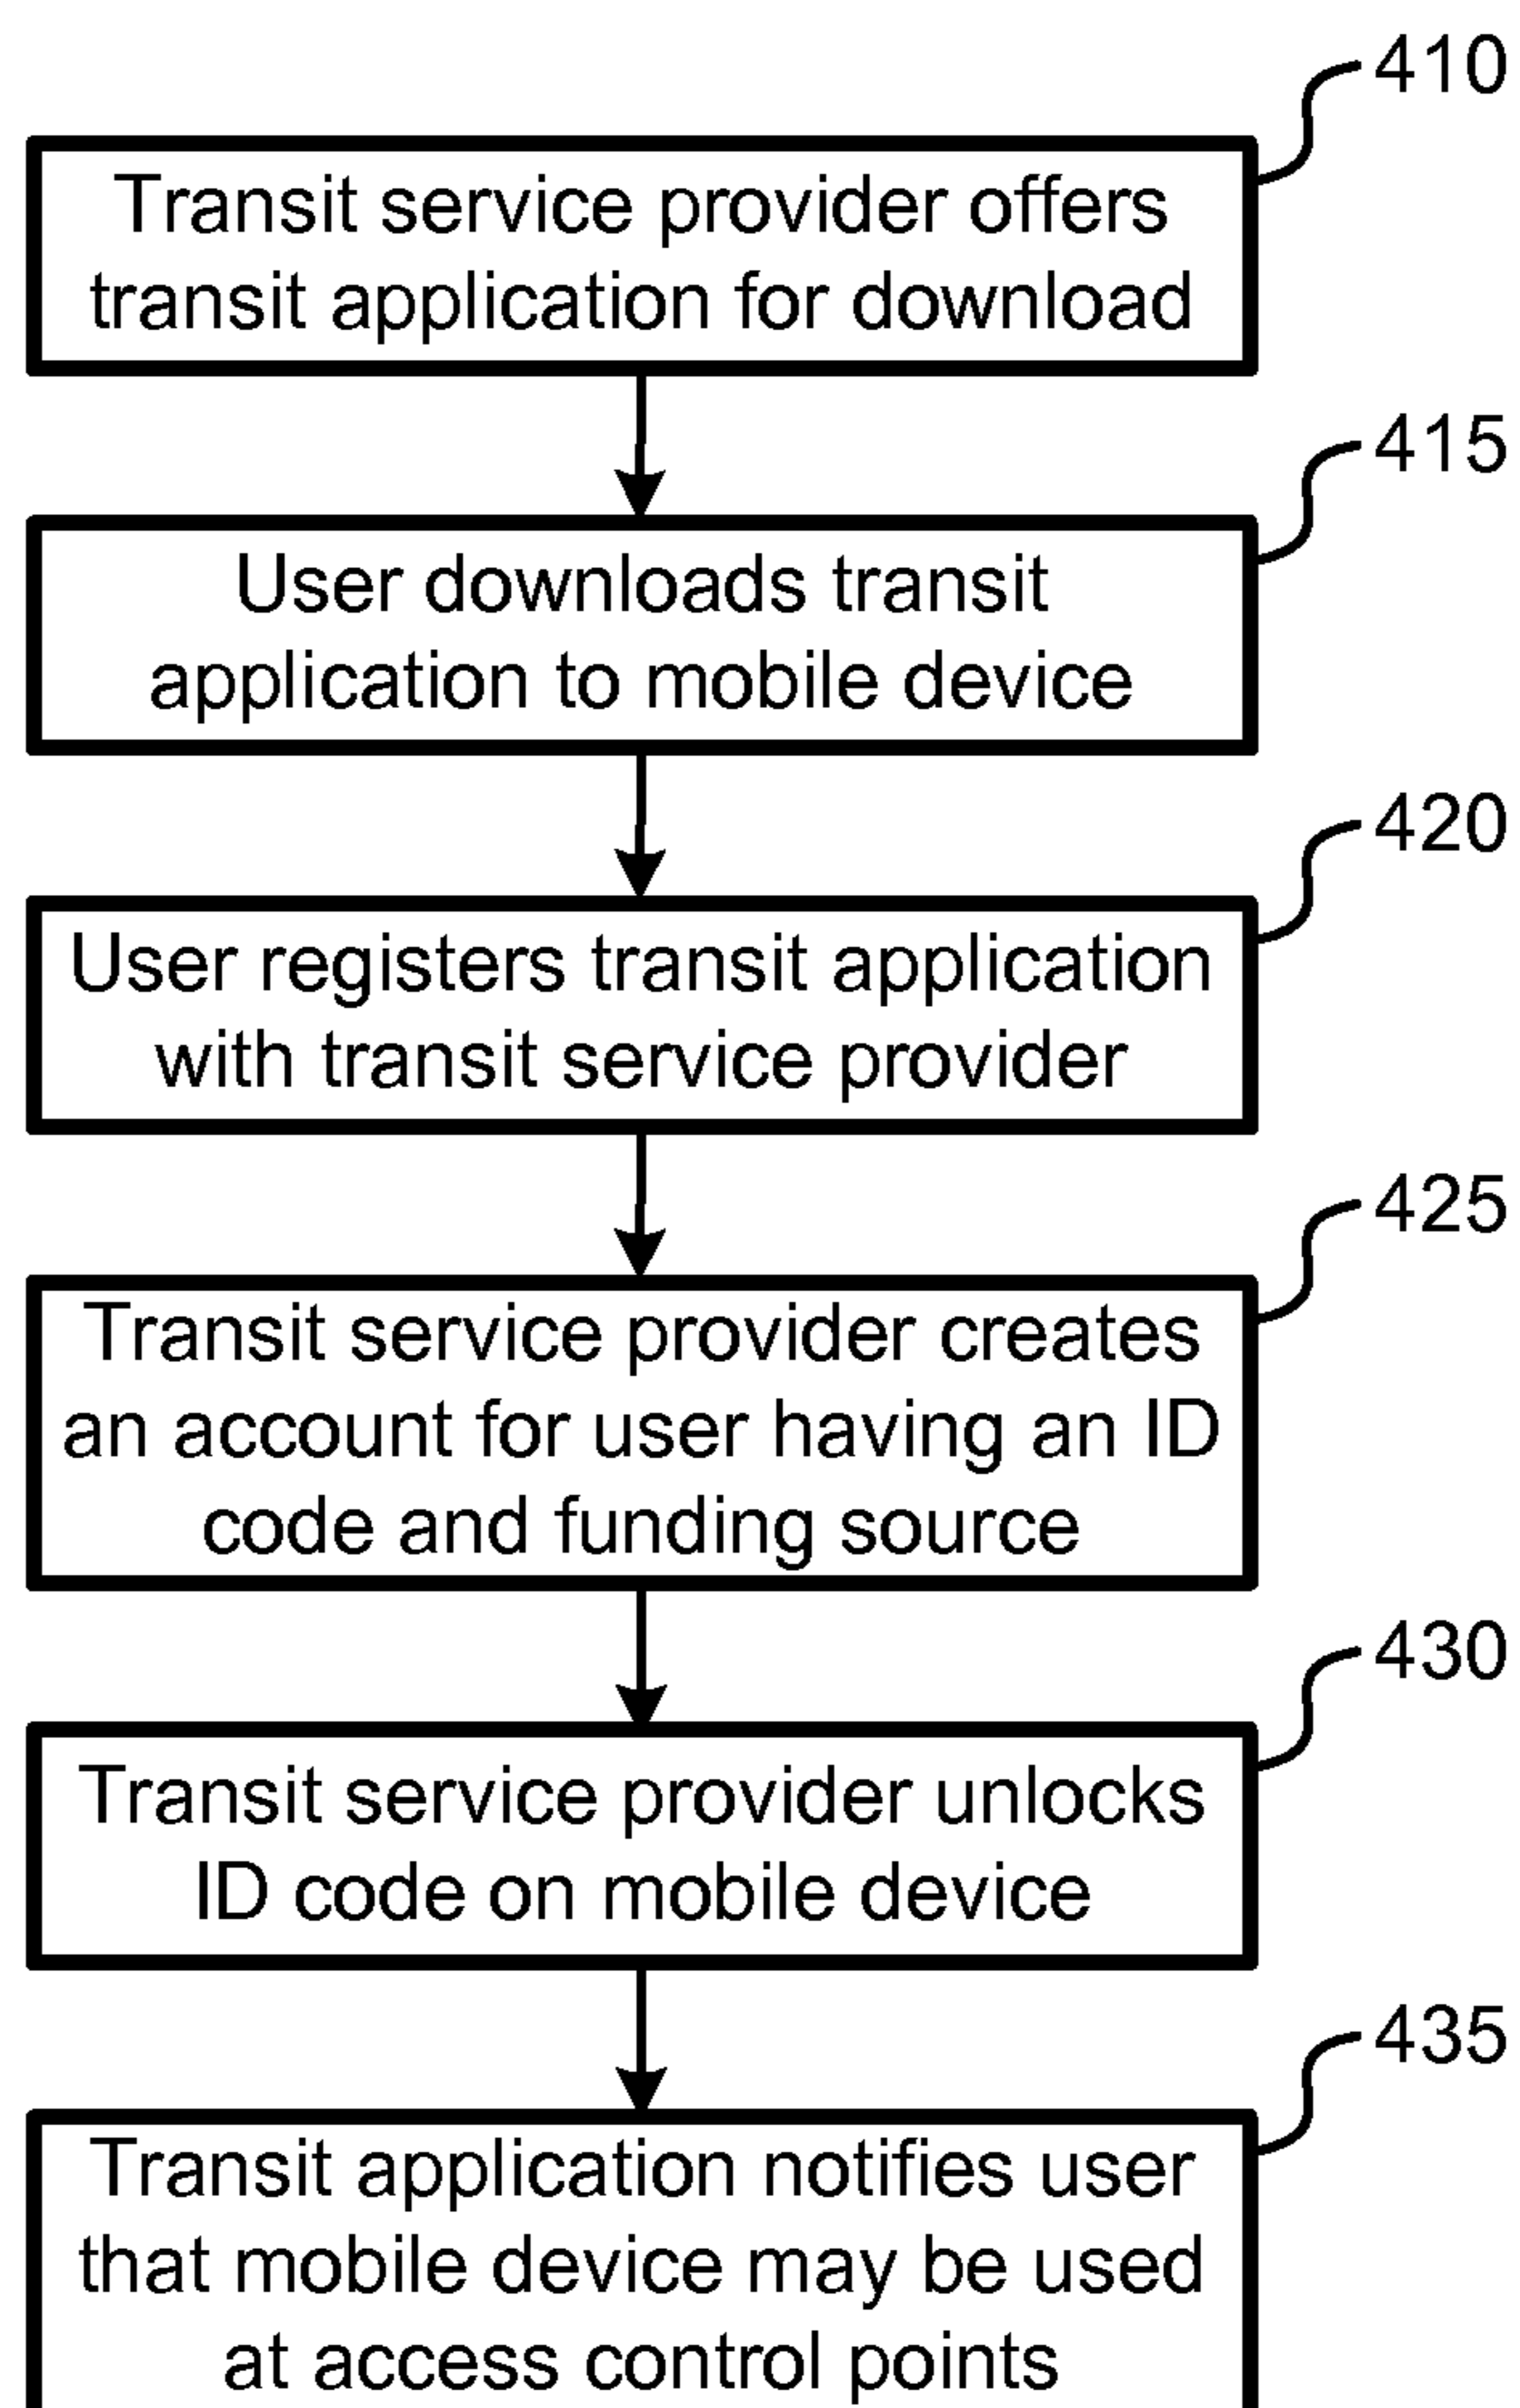 410
Transit service provider offers
transit application for download
415
User downloads transit
application to mobile device
420
User registers transit application
with transit service provider
425
Transit service provider creates
an account for user having an ID
code and funding source
430
Transit service provider unlocks
ID code on mobile device
435
Transit application notifies user
that mobile device may be used
at access control points